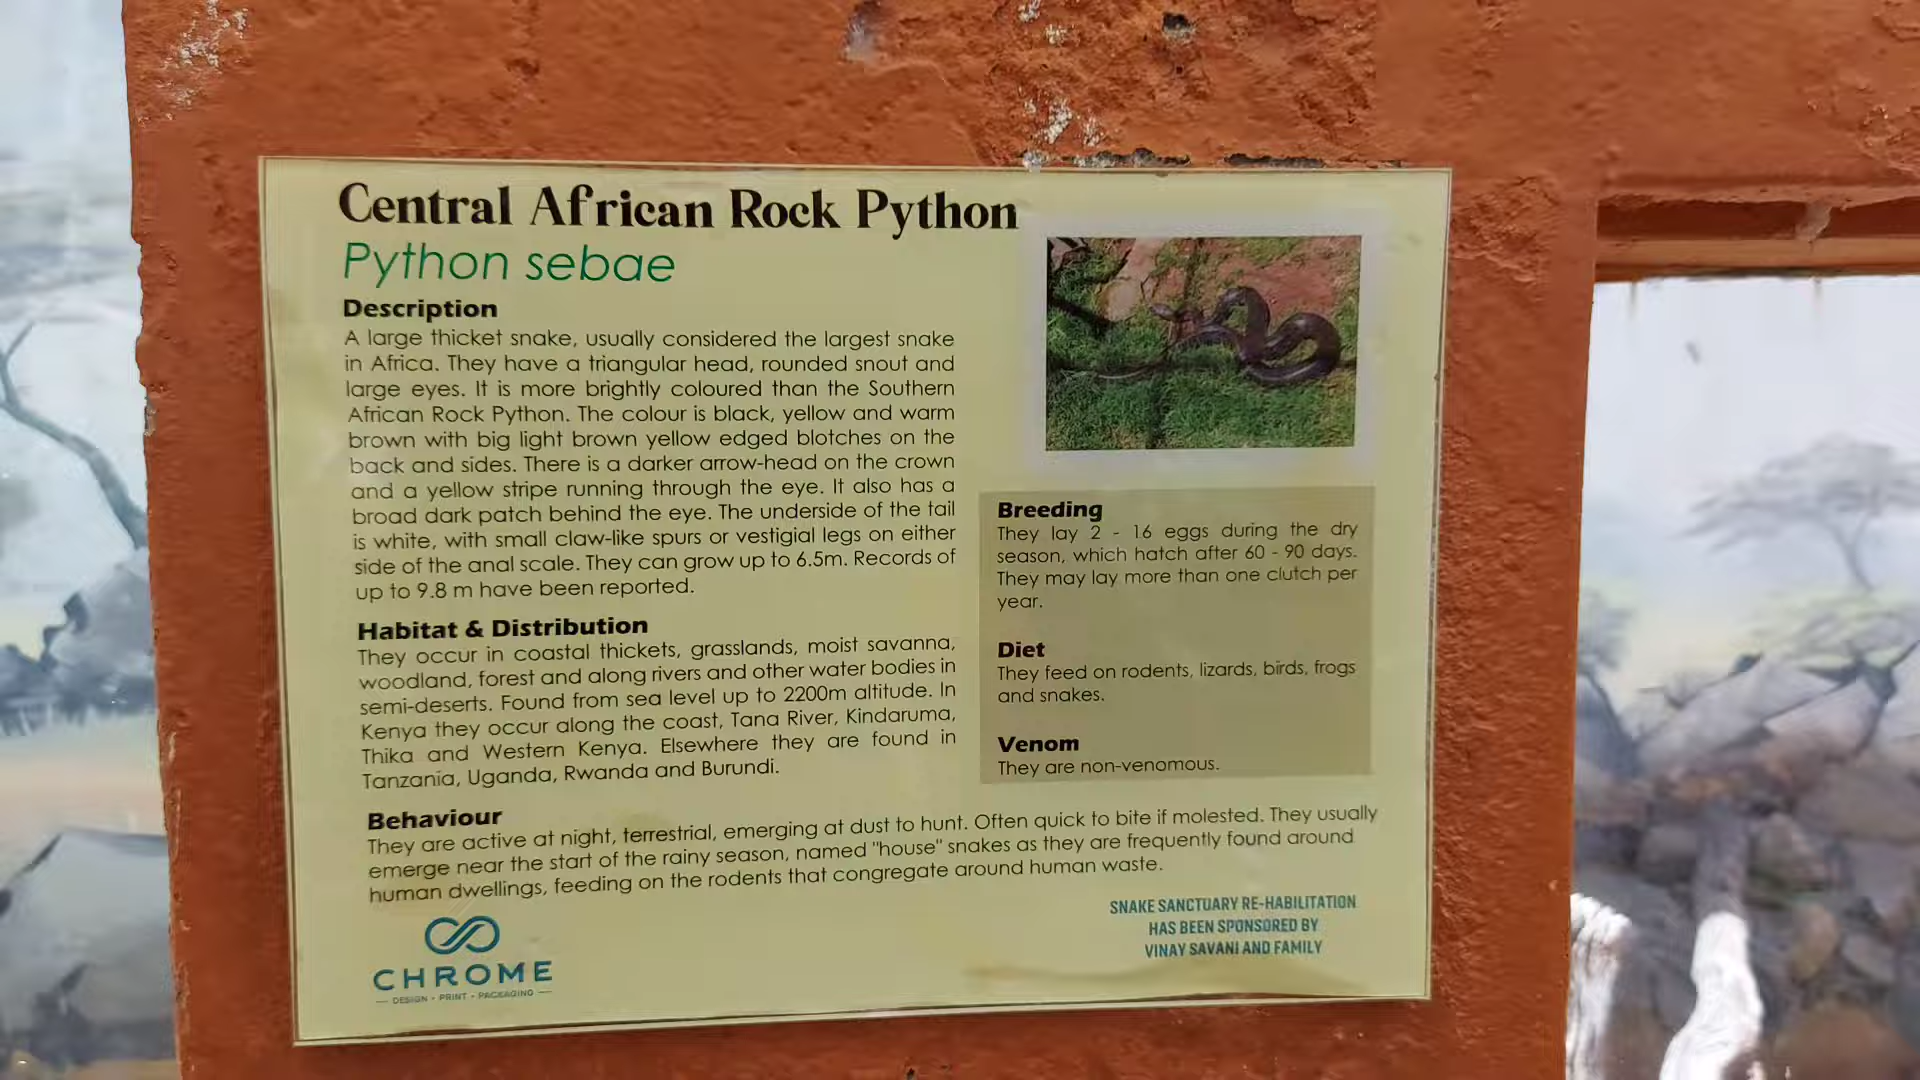 Central African Rock Python
Python sebae
Description
A large thicket snake, usually considered the largest snake
in Africa. They have a triangular head, rounded snout and
large eyes. It is more brightly coloured than the Southern
African Rock Python. The colour is black, yellow and warm
brown with big light brown yellow edged blotches on the
back and sides. There is a darker arrow-head on the crown
and a yellow stripe running through the eye. It also has a
broad dark patch behind the eye. The underside of the tail
is white, with small claw-like spurs or vestigial legs on either
side of the anal scale. They can grow up to 6.5m. Records of
up to 9.8 m have been reported.
Habitat & Distribution
They occur in coastal thickets, grasslands, moist savanna,
woodland, forest and along rivers and other water bodies in
semi-deserts. Found from sea level up to 2200m altitude. In
Kenya they occur along the coast, Tana River, Kindaruma,
Thika and Western Kenya. Elsewhere they are found in
Tanzania, Uganda, Rwanda and Burundi.
Breeding
They lay 2 - 16 eggs during the dry
season, which hatch after 60 - 90 days.
They may lay more than one clutch per
year.
Diet
They feed on rodents, lizards, birds, frogs
and snakes.
Venom
They are non-venomous.
Behaviour
They are active at night, terrestrial, emerging at dust to hunt. Often quick to bite if molested. They usually
emerge near the start of the rainy season, named "house" snakes as they are frequently found around
human dwellings, feeding on the rodents that congregate around human waste.
CHROME
DESIGN • PRINT • PACKAGING
SNAKE SANCTUARY RE-HABILITATION
HAS BEEN SPONSORED BY
VINAY SAVANI AND FAMILY